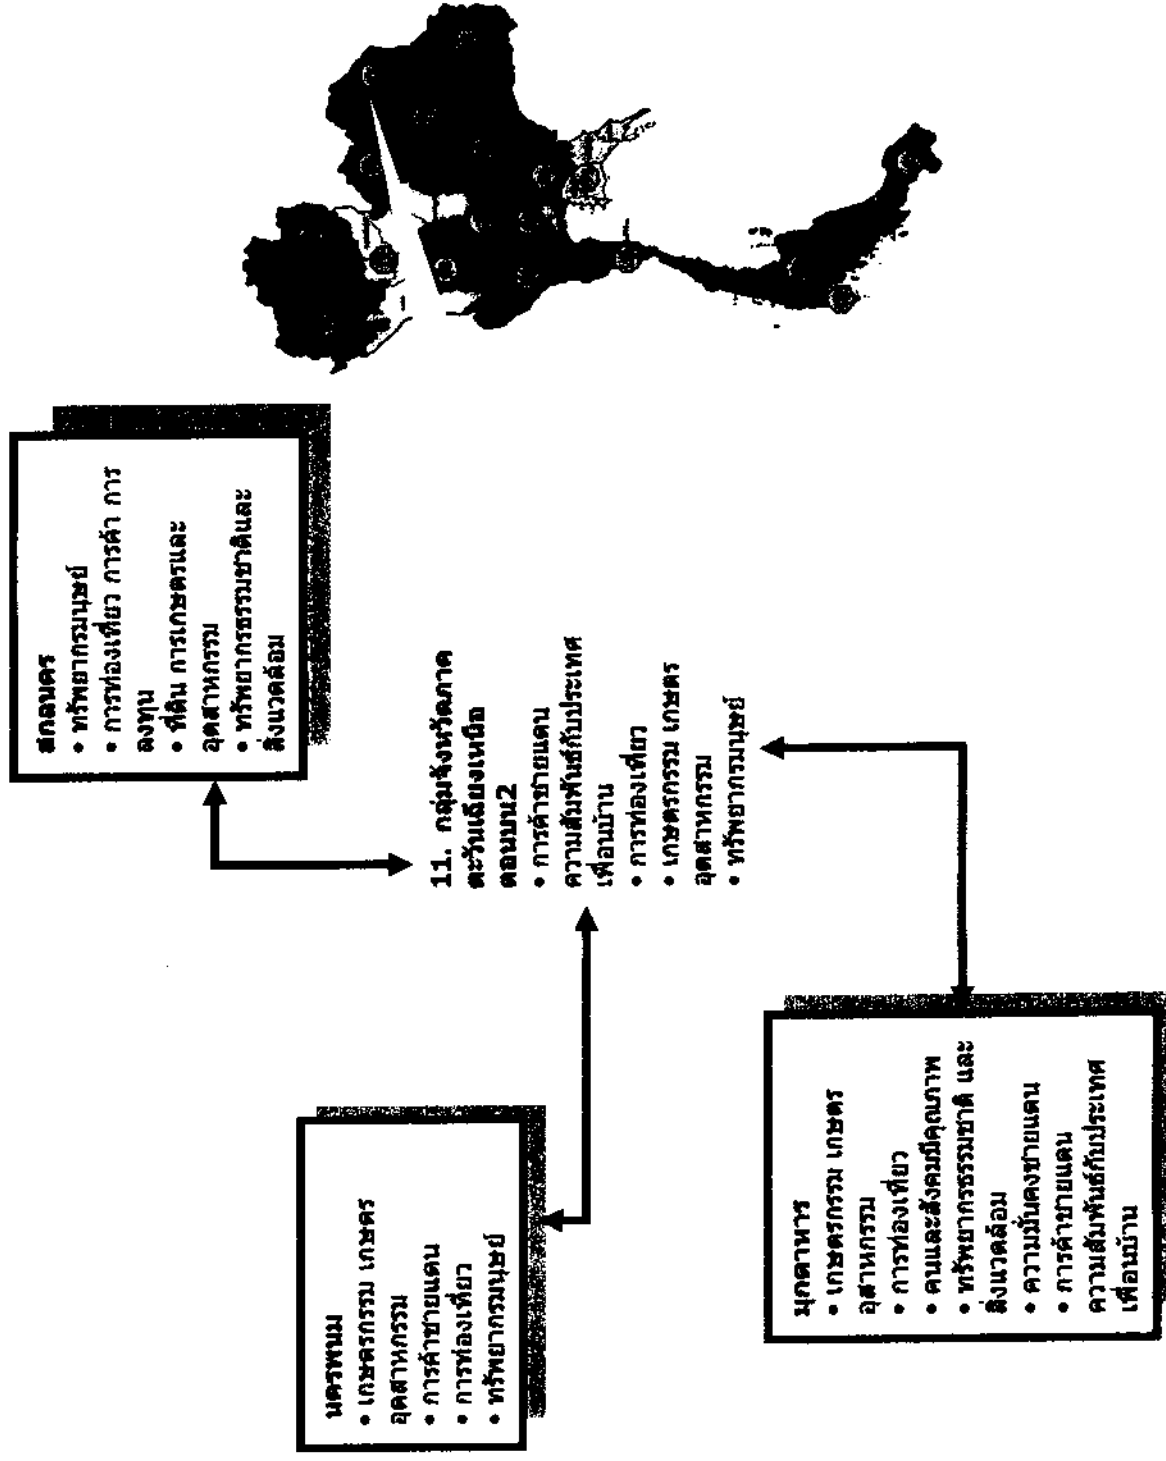 สกลนคร
• ทรัพยากรมนุษย์
• การท่องเที่ยว การค้า การ
ลงทุน
• ที่ดิน การเกษตรและ
อุตสาหกรรม
• ทรัพยากรธรรมชาติและ
สิ่งแวดล้อม
11. กลุ่มจังหวัดภาค
ตะวันเฉียงเหนือ
ตอนบน2
• การค้าชายแดน
ความสัมพันธ์กับประเทศ
เพื่อนบ้าน
• การท่องเที่ยว
• เกษตรกรรม เกษตร
อุตสาหกรรม
• ทรัพยากรมนุษย์
นครพนม
• เกษตรกรรม เกษตร
อุตสาหกรรม
• การค้าชายแดน
• การท่องเที่ยว
• ทรัพยากรมนุษย์
มุกดาหาร
• เกษตรกรรม เกษตร
อุสาหกรรม
• การท่องเที่ยว
• คนและสังคมมีคุณภาพ
• ทรัพยากรธรรมชาติ และ
สิ่งแวดล้อม
• ความมั่นคงชายแดน
• การค้าชายแดน
ความสัมพันธ์กับประเทศ
เพื่อนบ้าน